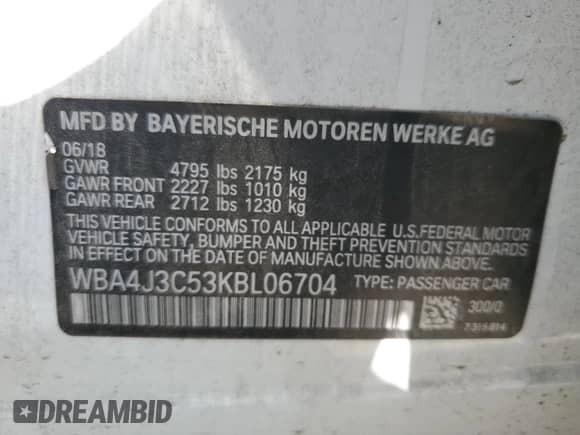 MFD BY BAYERISCHE MOTOREN WERKE AG
06/18
GVWR 4795 lbs 2175 kg
GAWR FRONT 2227 lbs 1010 kg
GAWR REAR 2712 lbs 1230 kg
THIS VEHICLE CONFORMS TO ALL APPLICABLE U.S.FEDERAL MOTOR
VEHICLE SAFETY, BUMPER AND THEFT PREVENTION STANDARDS
IN EFFECT ON THE DATE OF MANUFACTURE SHOWN ABOVE.
WBA4J3C53KBL06704 TYPE: PASSENGER CAR
300/0
7315814
DREAMBID